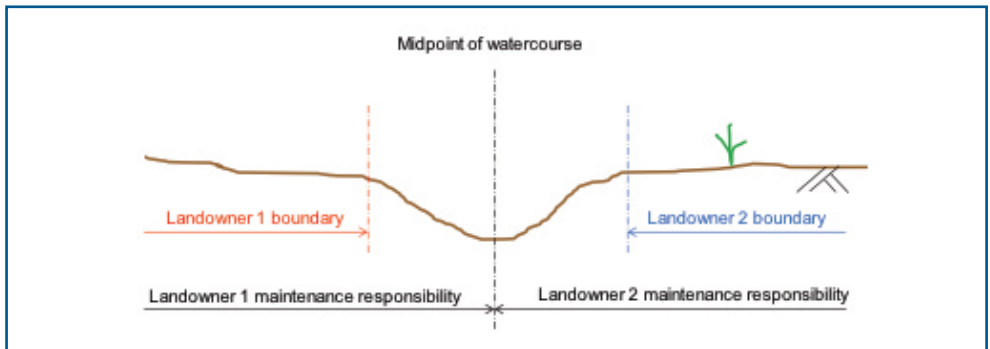 Midpoint of watercourse
Landowner 1 boundary
Landowner 2 boundary
Landowner 1 maintenance responsibility
Landowner 2 maintenance responsibility